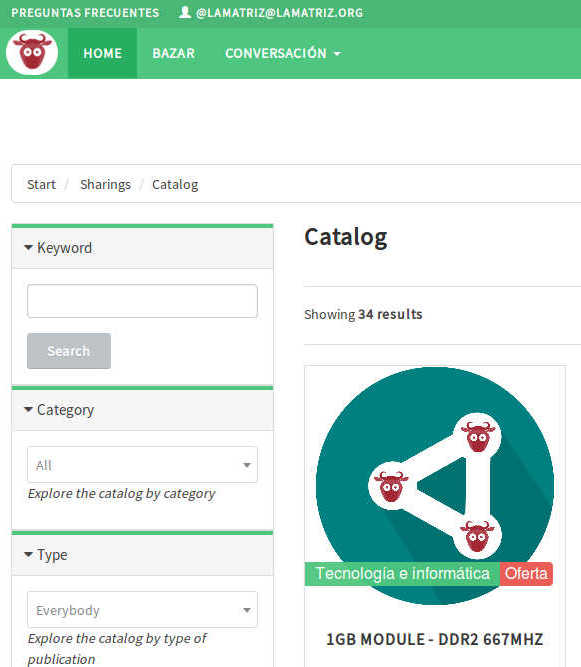 PREGUNTAS FRECUENTES @LAMATRIZ@LAMATRIZ.ORG
HOME BAZAR CONVERSACIÓN
Start / Sharings / Catalog
Keyword
Search
Category
All
Explore the catalog by category
Type
Everybody
Explore the catalog by type of
publication
Catalog
Showing 34 results
Tecnología e informática Oferta
1GB MODULE - DDR2 667MHZ